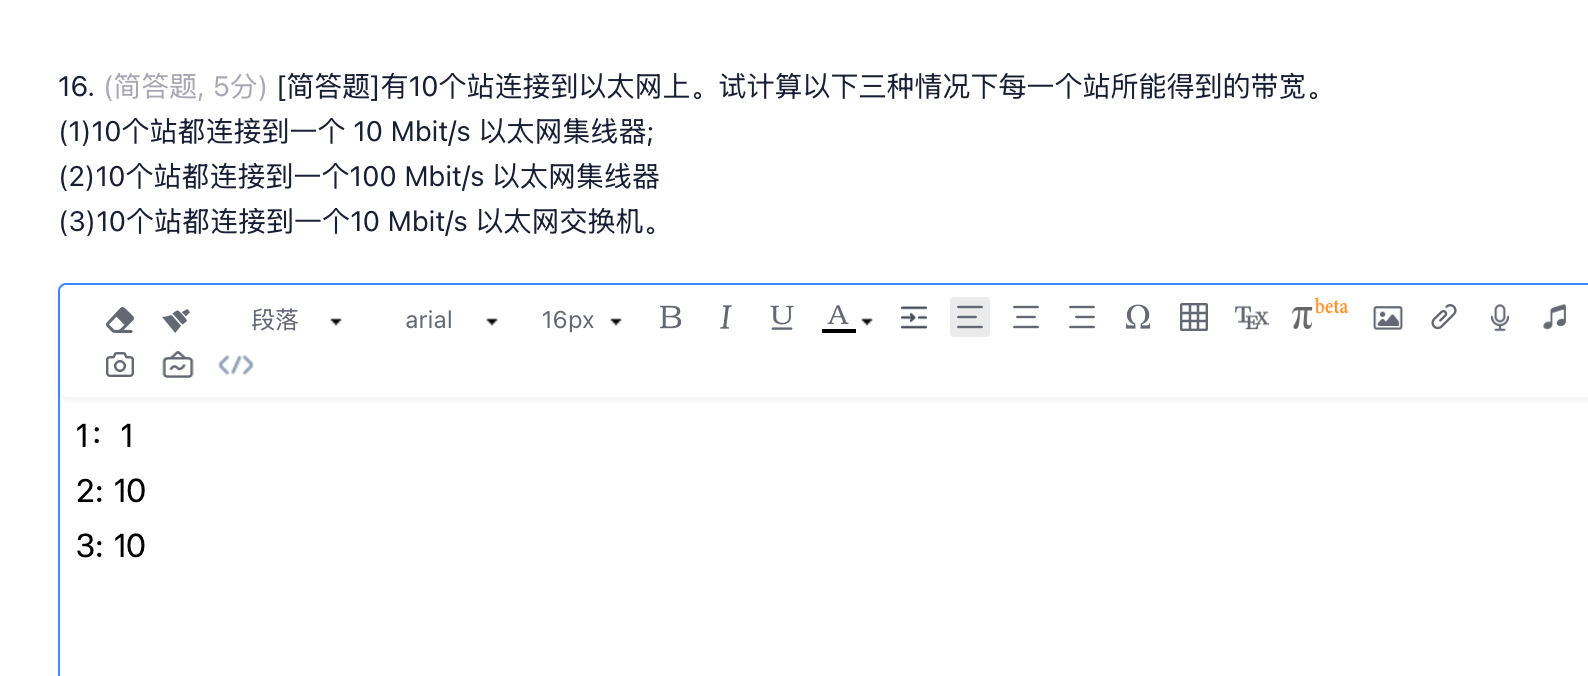 16. (简答题, 5分) [简答题]有10个站连接到以太网上。试计算以下三种情况下每一个站所能得到的带宽。
(1)10个站都连接到一个 10 Mbit/s 以太网集线器;
(2)10个站都连接到一个100 Mbit/s 以太网集线器
(3)10个站都连接到一个10 Mbit/s 以太网交换机。
段落 arial 16px B I U A Ω TEX π beta
1：1
2: 10
3: 10